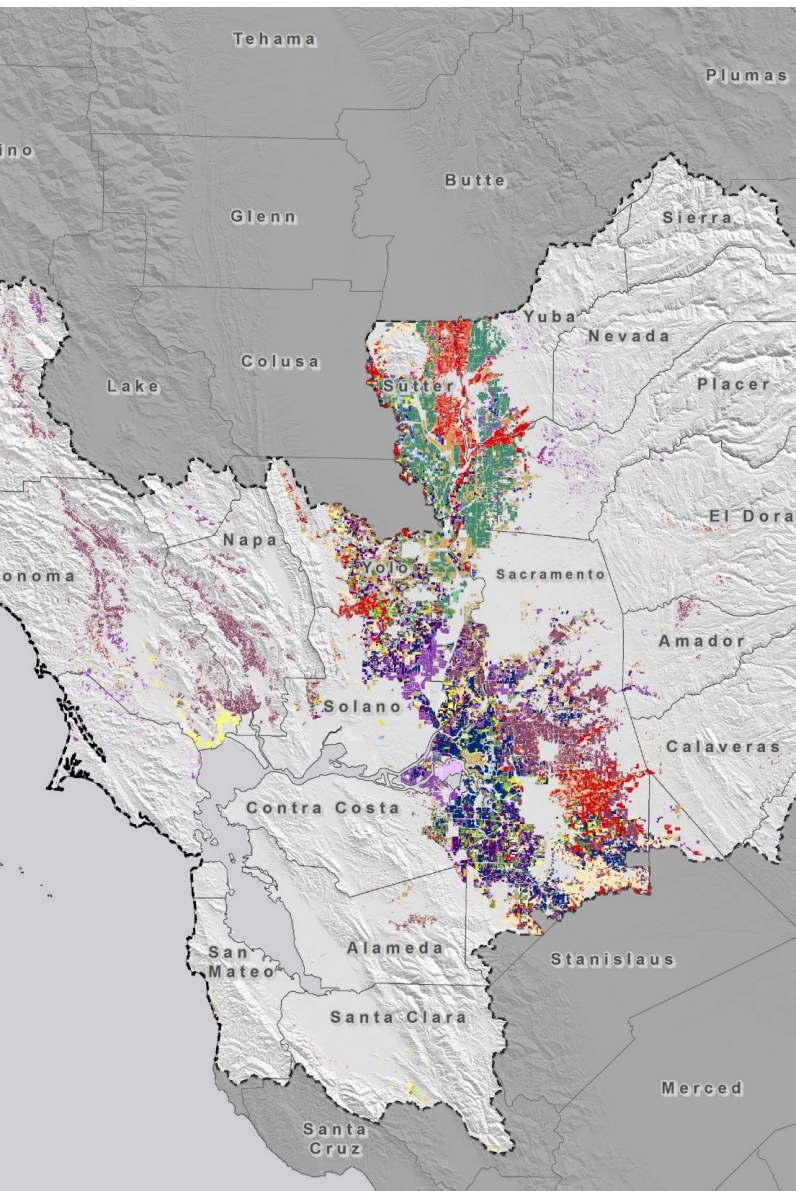 Tehama
Plumas
ino
Butte
Glenn
Sierra
Yuba
Nevada
Colusa
Lake
Sutter
Placer
El Dora
Napa
Yolo
onoma
Sacramento
Amador
Solano
Calaveras
Contra Costa
Alameda
San
Mateo
Stanislaus
Santa Clara
Merced
Santa
Cruz